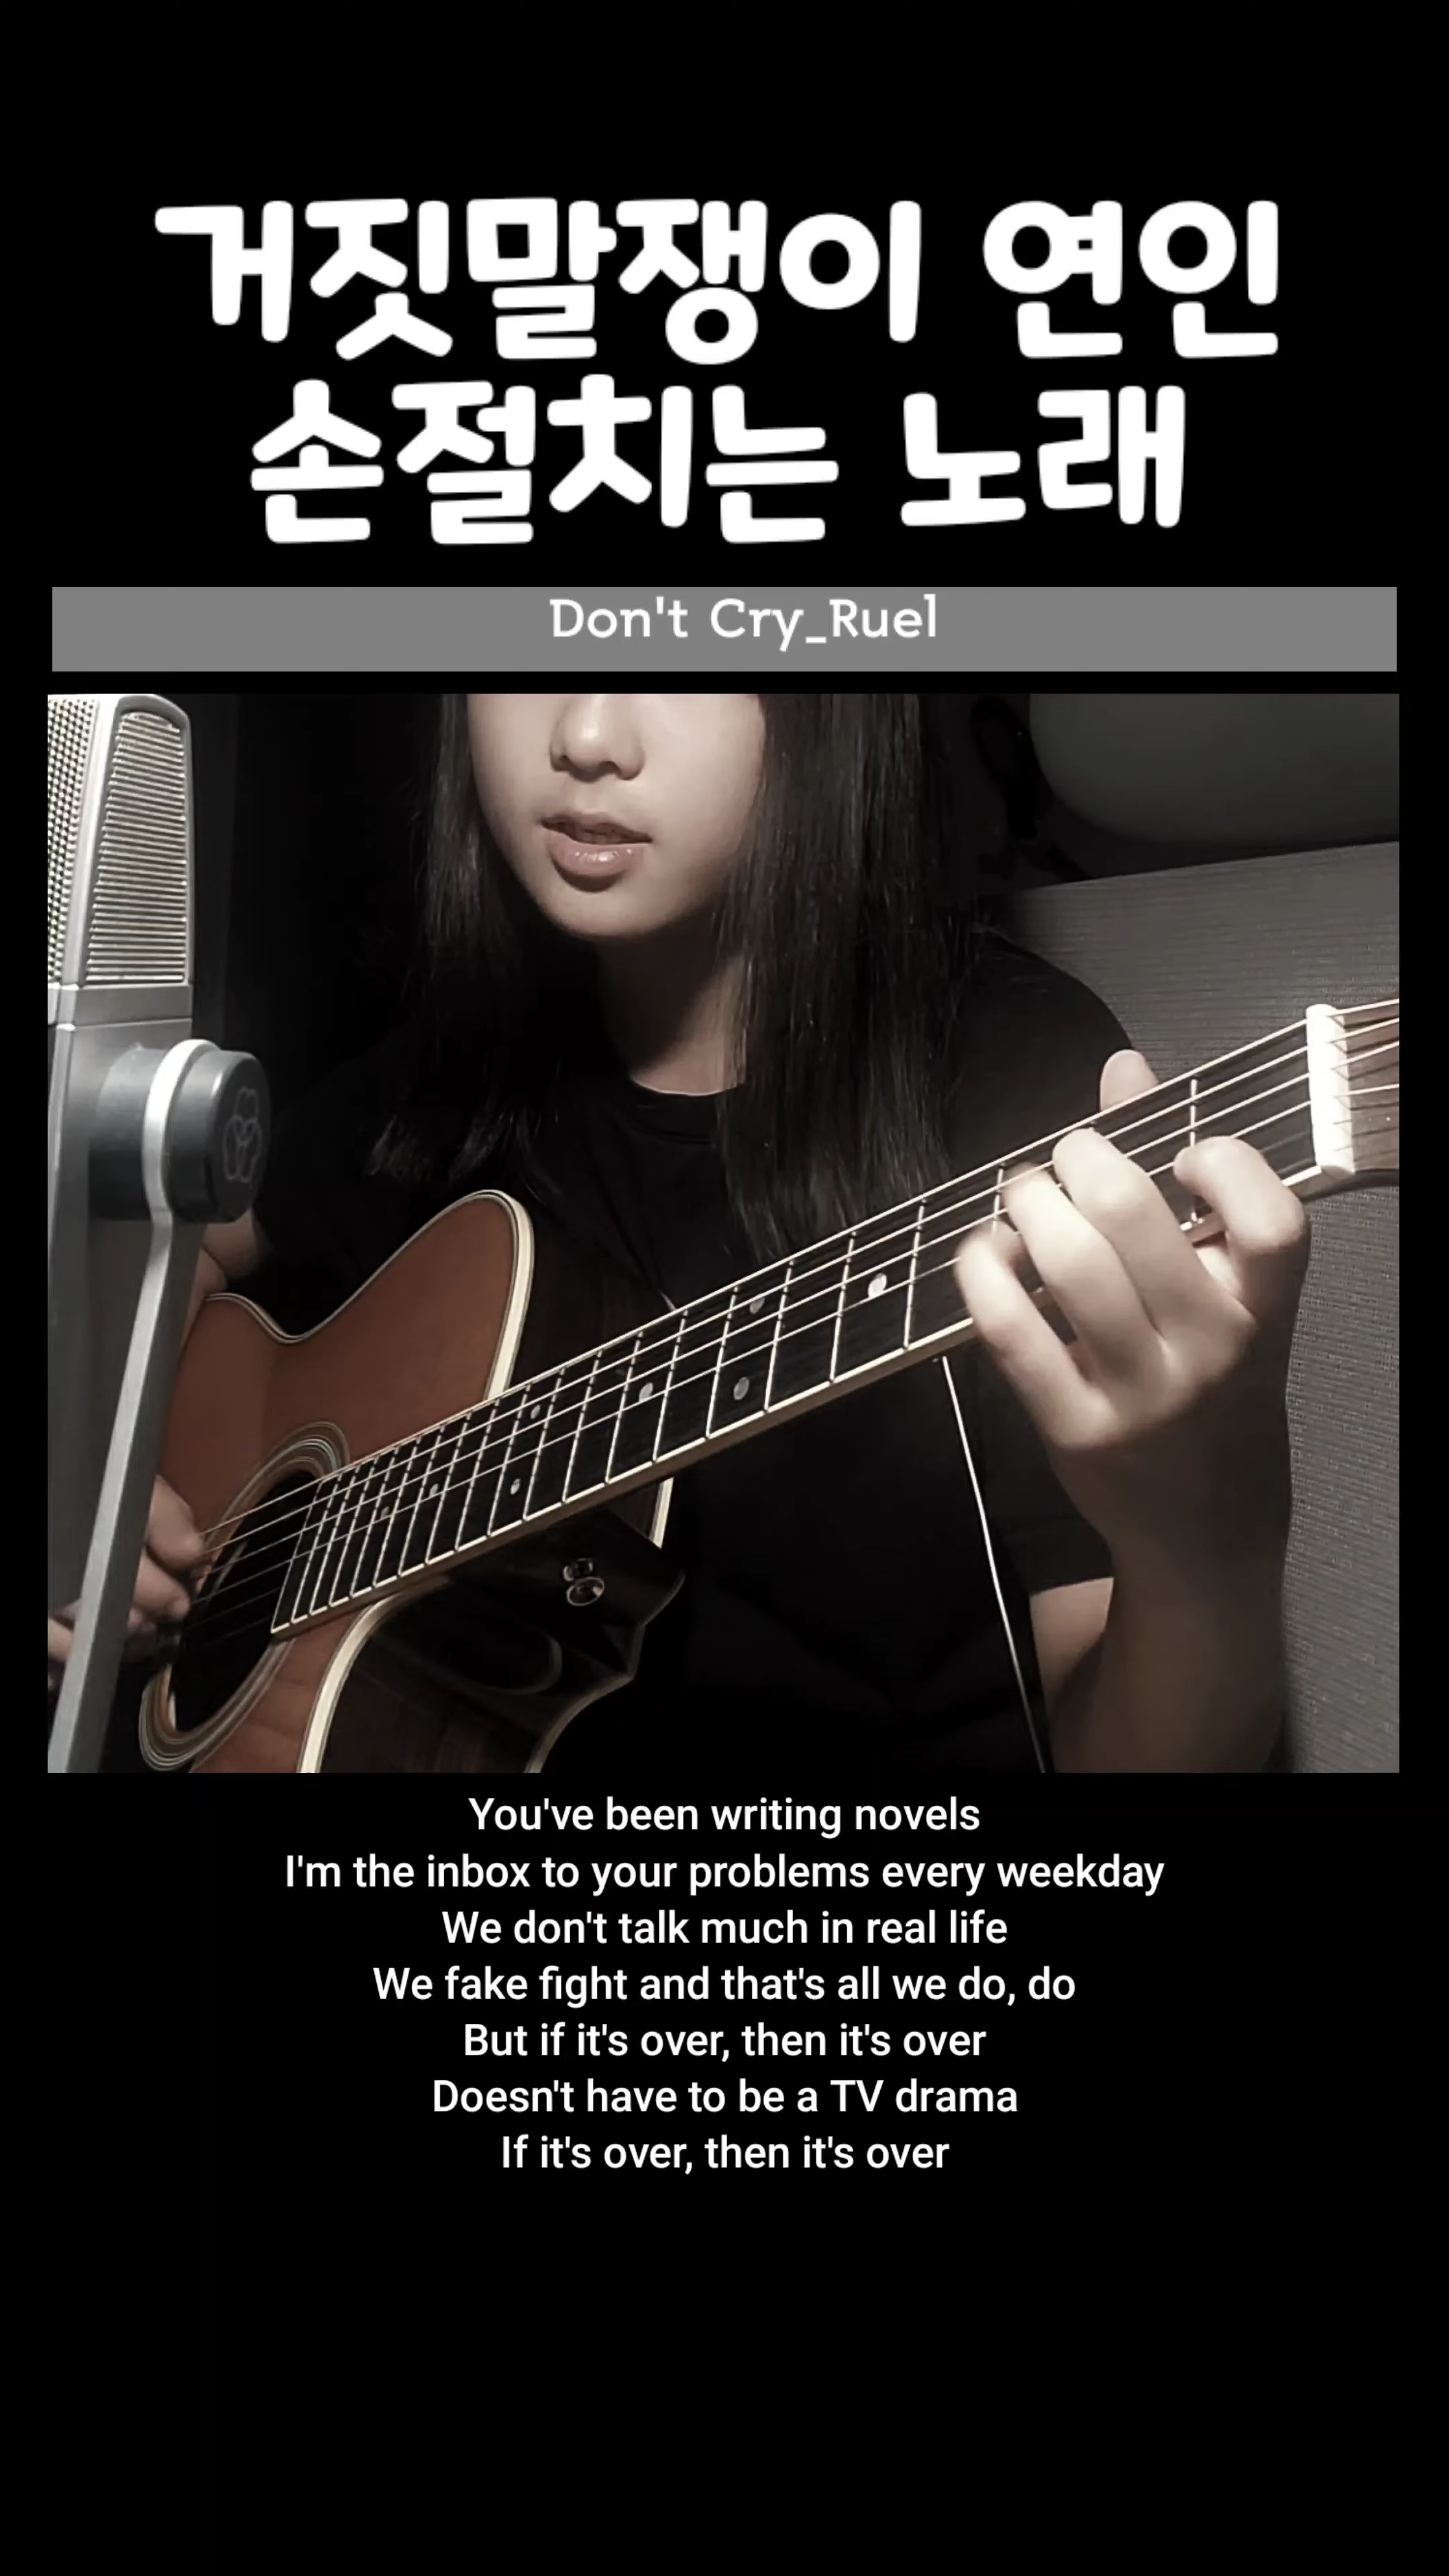 거짓말쟁이 연인
손절치는 노래
Don't Cry_Ruel
You've been writing novels
I'm the inbox to your problems every weekday
We don't talk much in real life
We fake fight and that's all we do, do
But if it's over, then it's over
Doesn't have to be a TV drama
If it's over, then it's over